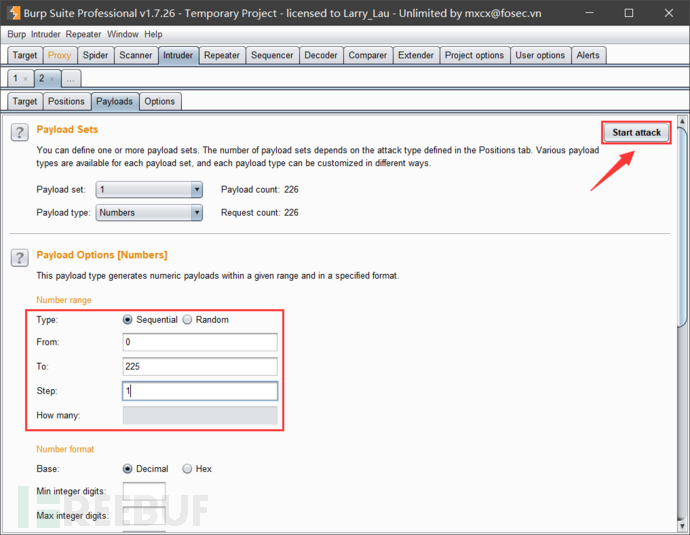 Burp Suite Professional v1.7.26 - Temporary Project - licensed to Larry_Lau - Unlimited by mxcx@fosec.vn
Burp Intruder Repeater Window Help
Target Proxy Spider Scanner Intruder Repeater Sequencer Decoder Comparer Extender Project options User options Alerts
1 × 2 × ...
Target Positions Payloads Options
? Payload Sets Start attack
You can define one or more payload sets. The number of payload sets depends on the attack type defined in the Positions tab. Various payload
types are available for each payload set, and each payload type can be customized in different ways.
Payload set: 1 Payload count: 226
Payload type: Numbers Request count: 226
? Payload Options [Numbers]
This payload type generates numeric payloads within a given range and in a specified format.
Number range
Type: Sequential Random
From: 0
To: 225
Step: 1
How many:
Number format
Base: Decimal Hex
Min integer digits:
Max integer digits:
FREEBUF